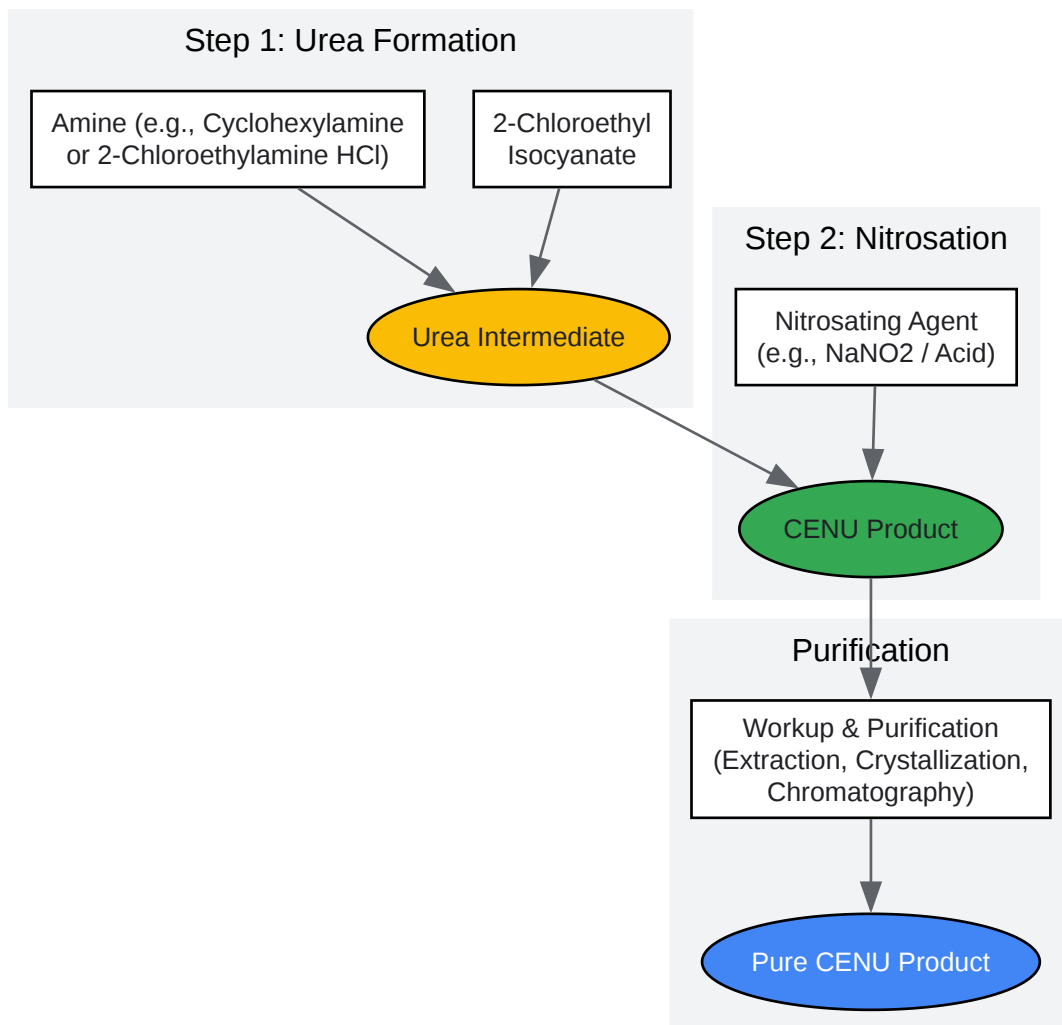 Step 1: Urea Formation
Amine (e.g., Cyclohexylamine
or 2-Chloroethylamine HCl)
2-Chloroethyl
Isocyanate
Urea Intermediate
Step 2: Nitrosation
Nitrosating Agent
(e.g., NaNO2 / Acid)
CENU Product
Purification
Workup & Purification
(Extraction, Crystallization,
Chromatography)
Pure CENU Product